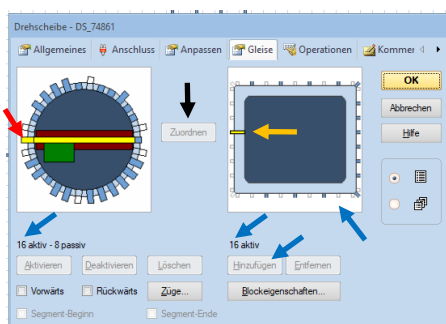 Drehscheibe - DS_74861
Allgemeines Anschluss Anpassen Gleise Operationen Kommer
OK
Abbrechen
Hilfe
Zuordnen
16 aktiv - 8 passiv
16 aktiv
Aktivieren Deaktivieren Löschen Hinzufügen Entfernen
Vorwärts Rückwärts Züge... Blockeigenschaften...
Segment-Beginn Segment-Ende